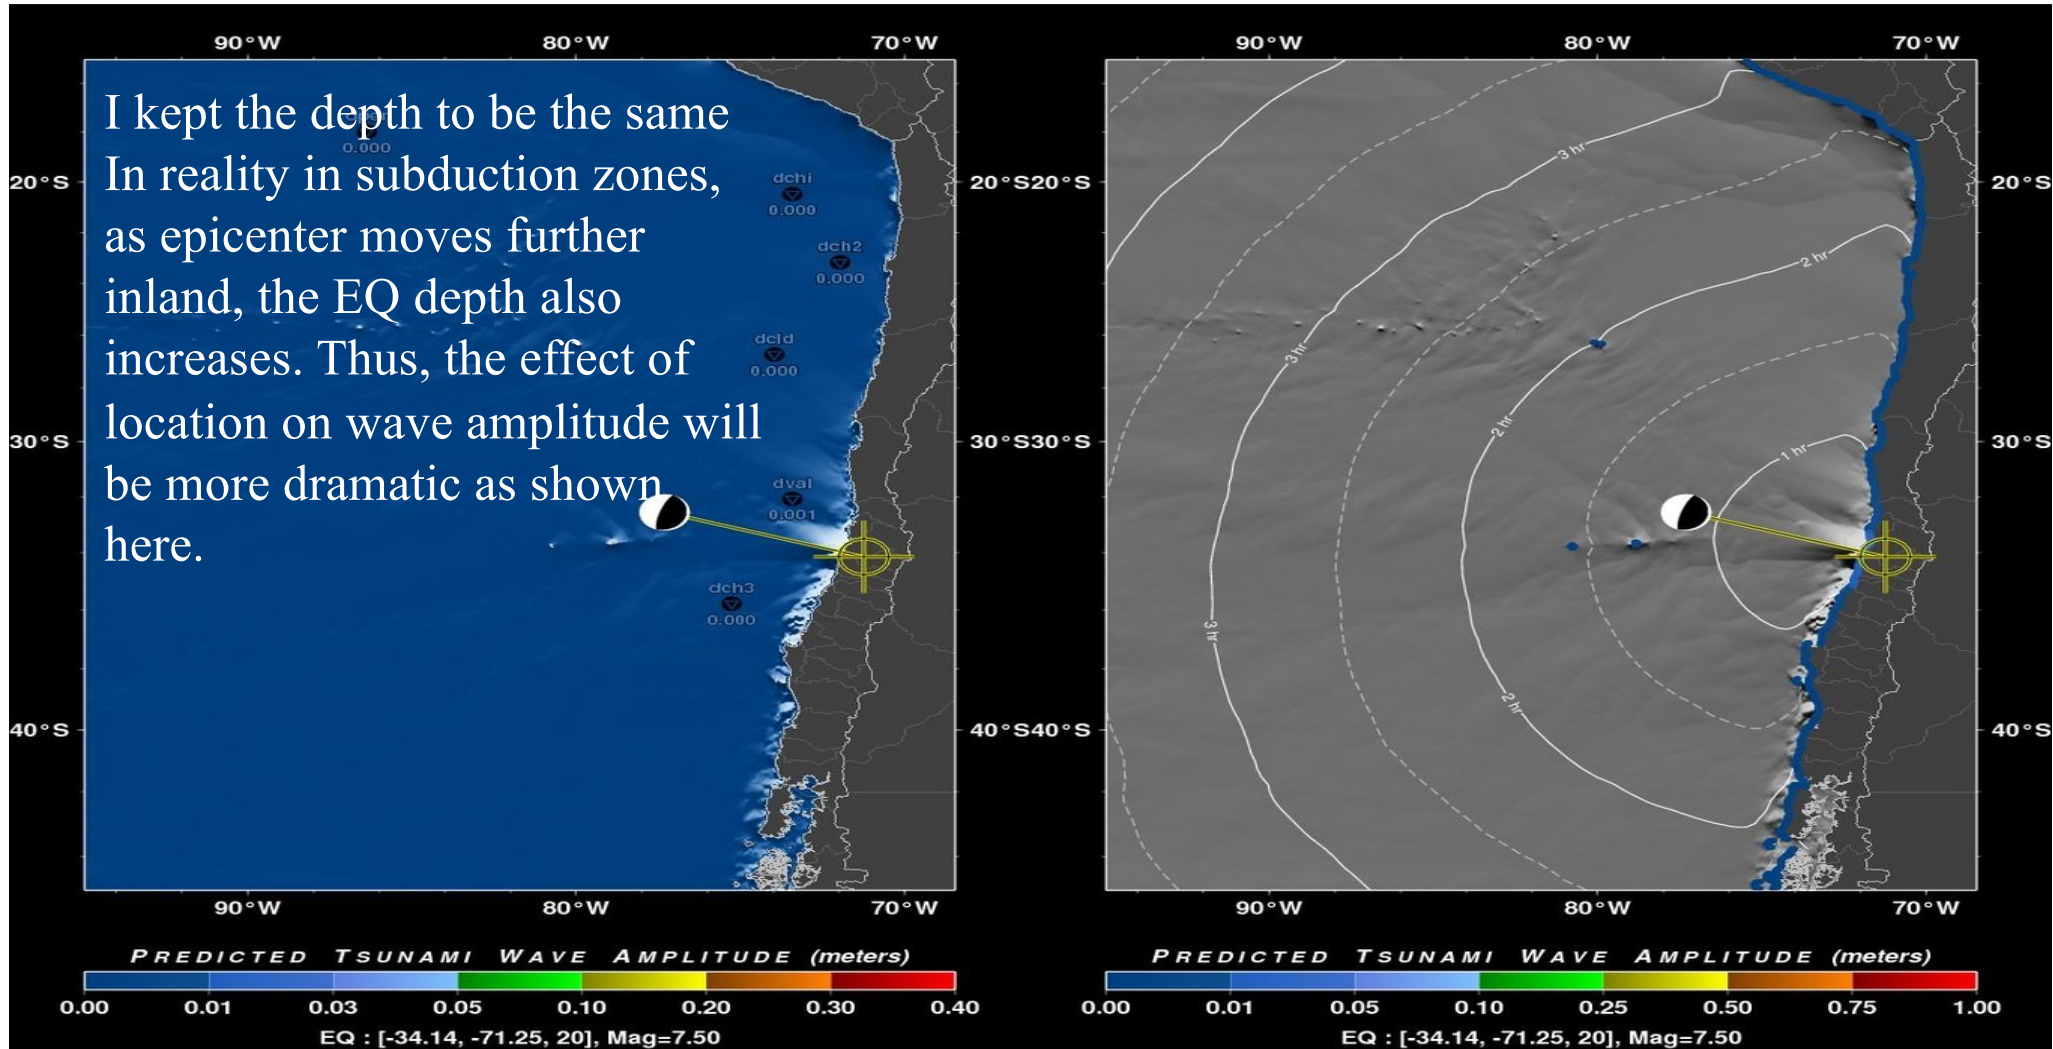 90°W 80°W 70°W
90°W 80°W 70°W
I kept the depth to be the same
In reality in subduction zones,
as epicenter moves further
inland, the EQ depth also
increases. Thus, the effect of
location on wave amplitude will
be more dramatic as shown
here.
0.000
dchi
0.000
dch2
0.000
dcld
0.000
dval
0.001
dch3
0.000
20°S 20°S20°S 20°S
30°S 30°S30°S 30°S
40°S 40°S40°S 40°S
3 hr
2 hr
3 hr
2 hr
1 hr
3 hr
2 hr
90°W 80°W 70°W
90°W 80°W 70°W
PREDICTED TSUNAMI WAVE AMPLITUDE (meters)
0.00 0.01 0.03 0.05 0.10 0.20 0.30 0.40
EQ : [-34.14, -71.25, 20], Mag=7.50
PREDICTED TSUNAMI WAVE AMPLITUDE (meters)
0.00 0.01 0.05 0.10 0.25 0.50 0.75 1.00
EQ : [-34.14, -71.25, 20], Mag=7.50